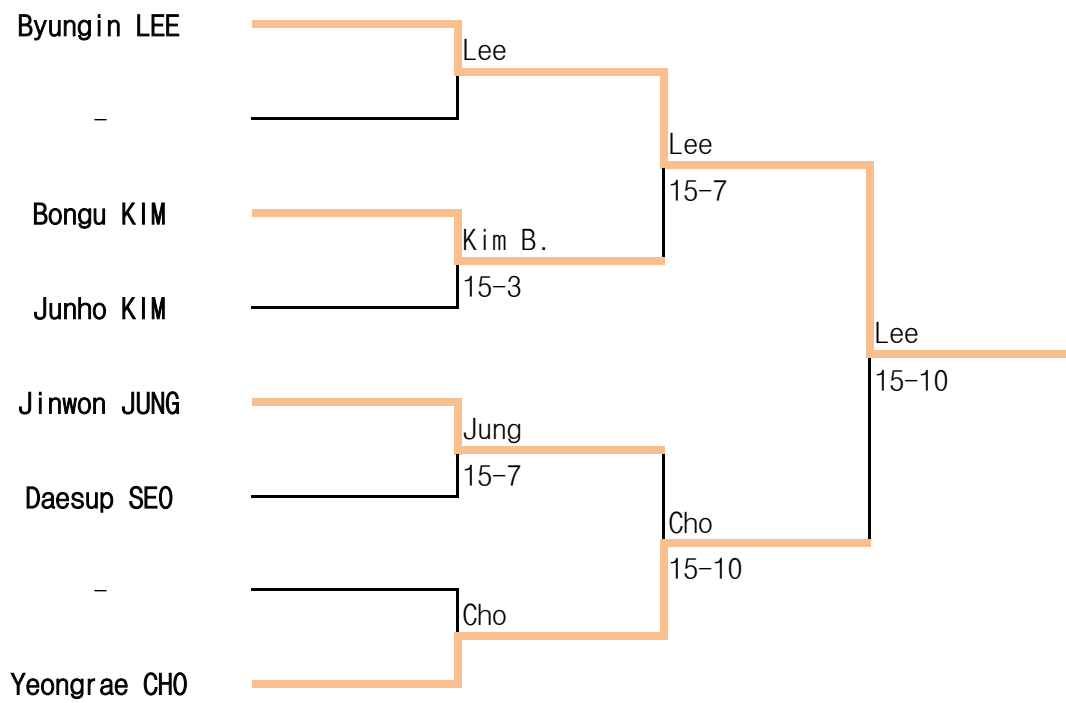 Byungin LEE
Lee
-
Lee
15-7
Bongu KIM
Kim B.
15-3
Junho KIM
Lee
15-10
Jinwon JUNG
Jung
15-7
Daesup SEO
Cho
15-10
-
Cho
Yeongrae CHO